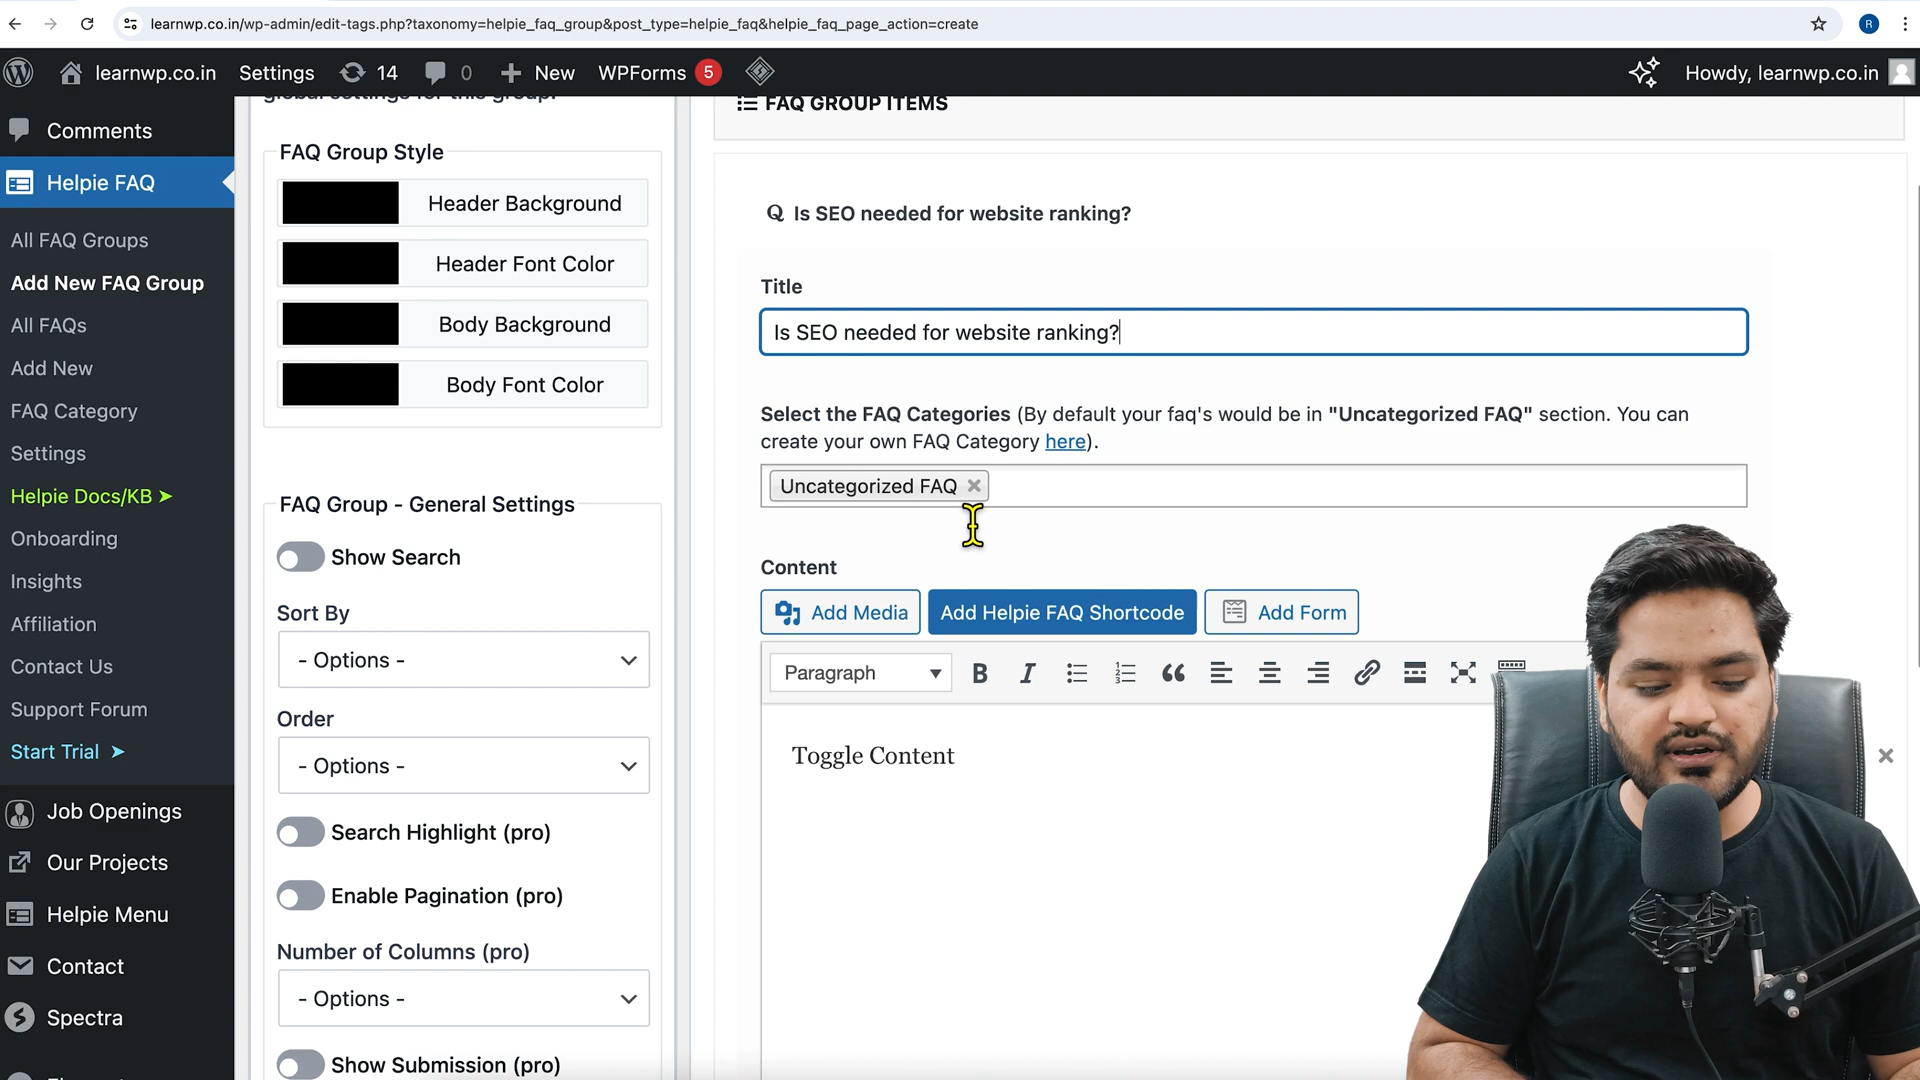 learnwp.co.in/wp-admin/edit-tags.php?taxonomy=helpie_faq_group&post_type=helpie_faq&helpie_faq_page_action=create
R
learnwp.co.in
Settings
14
0
New
WPForms
5
Howdy, learnwp.co.in
Comments
Helpie FAQ
All FAQ Groups
Add New FAQ Group
All FAQs
Add New
FAQ Category
Settings
Helpie Docs/KB ➤
Onboarding
Insights
Affiliation
Contact Us
Support Forum
Start Trial ➤
Job Openings
Our Projects
Helpie Menu
Contact
Spectra
global settings for this group.
FAQ Group Style
Header Background
Header Font Color
Body Background
Body Font Color
FAQ Group - General Settings
Show Search
Sort By
- Options -
Order
- Options -
Search Highlight (pro)
Enable Pagination (pro)
Number of Columns (pro)
- Options -
Show Submission (pro)
FAQ GROUP ITEMS
Q Is SEO needed for website ranking?
Title
Is SEO needed for website ranking?
Select the FAQ Categories (By default your faq's would be in "Uncategorized FAQ" section. You can
create your own FAQ Category here).
Uncategorized FAQ ×
Content
Add Media
Add Helpie FAQ Shortcode
Add Form
Paragraph
B
I
Toggle Content